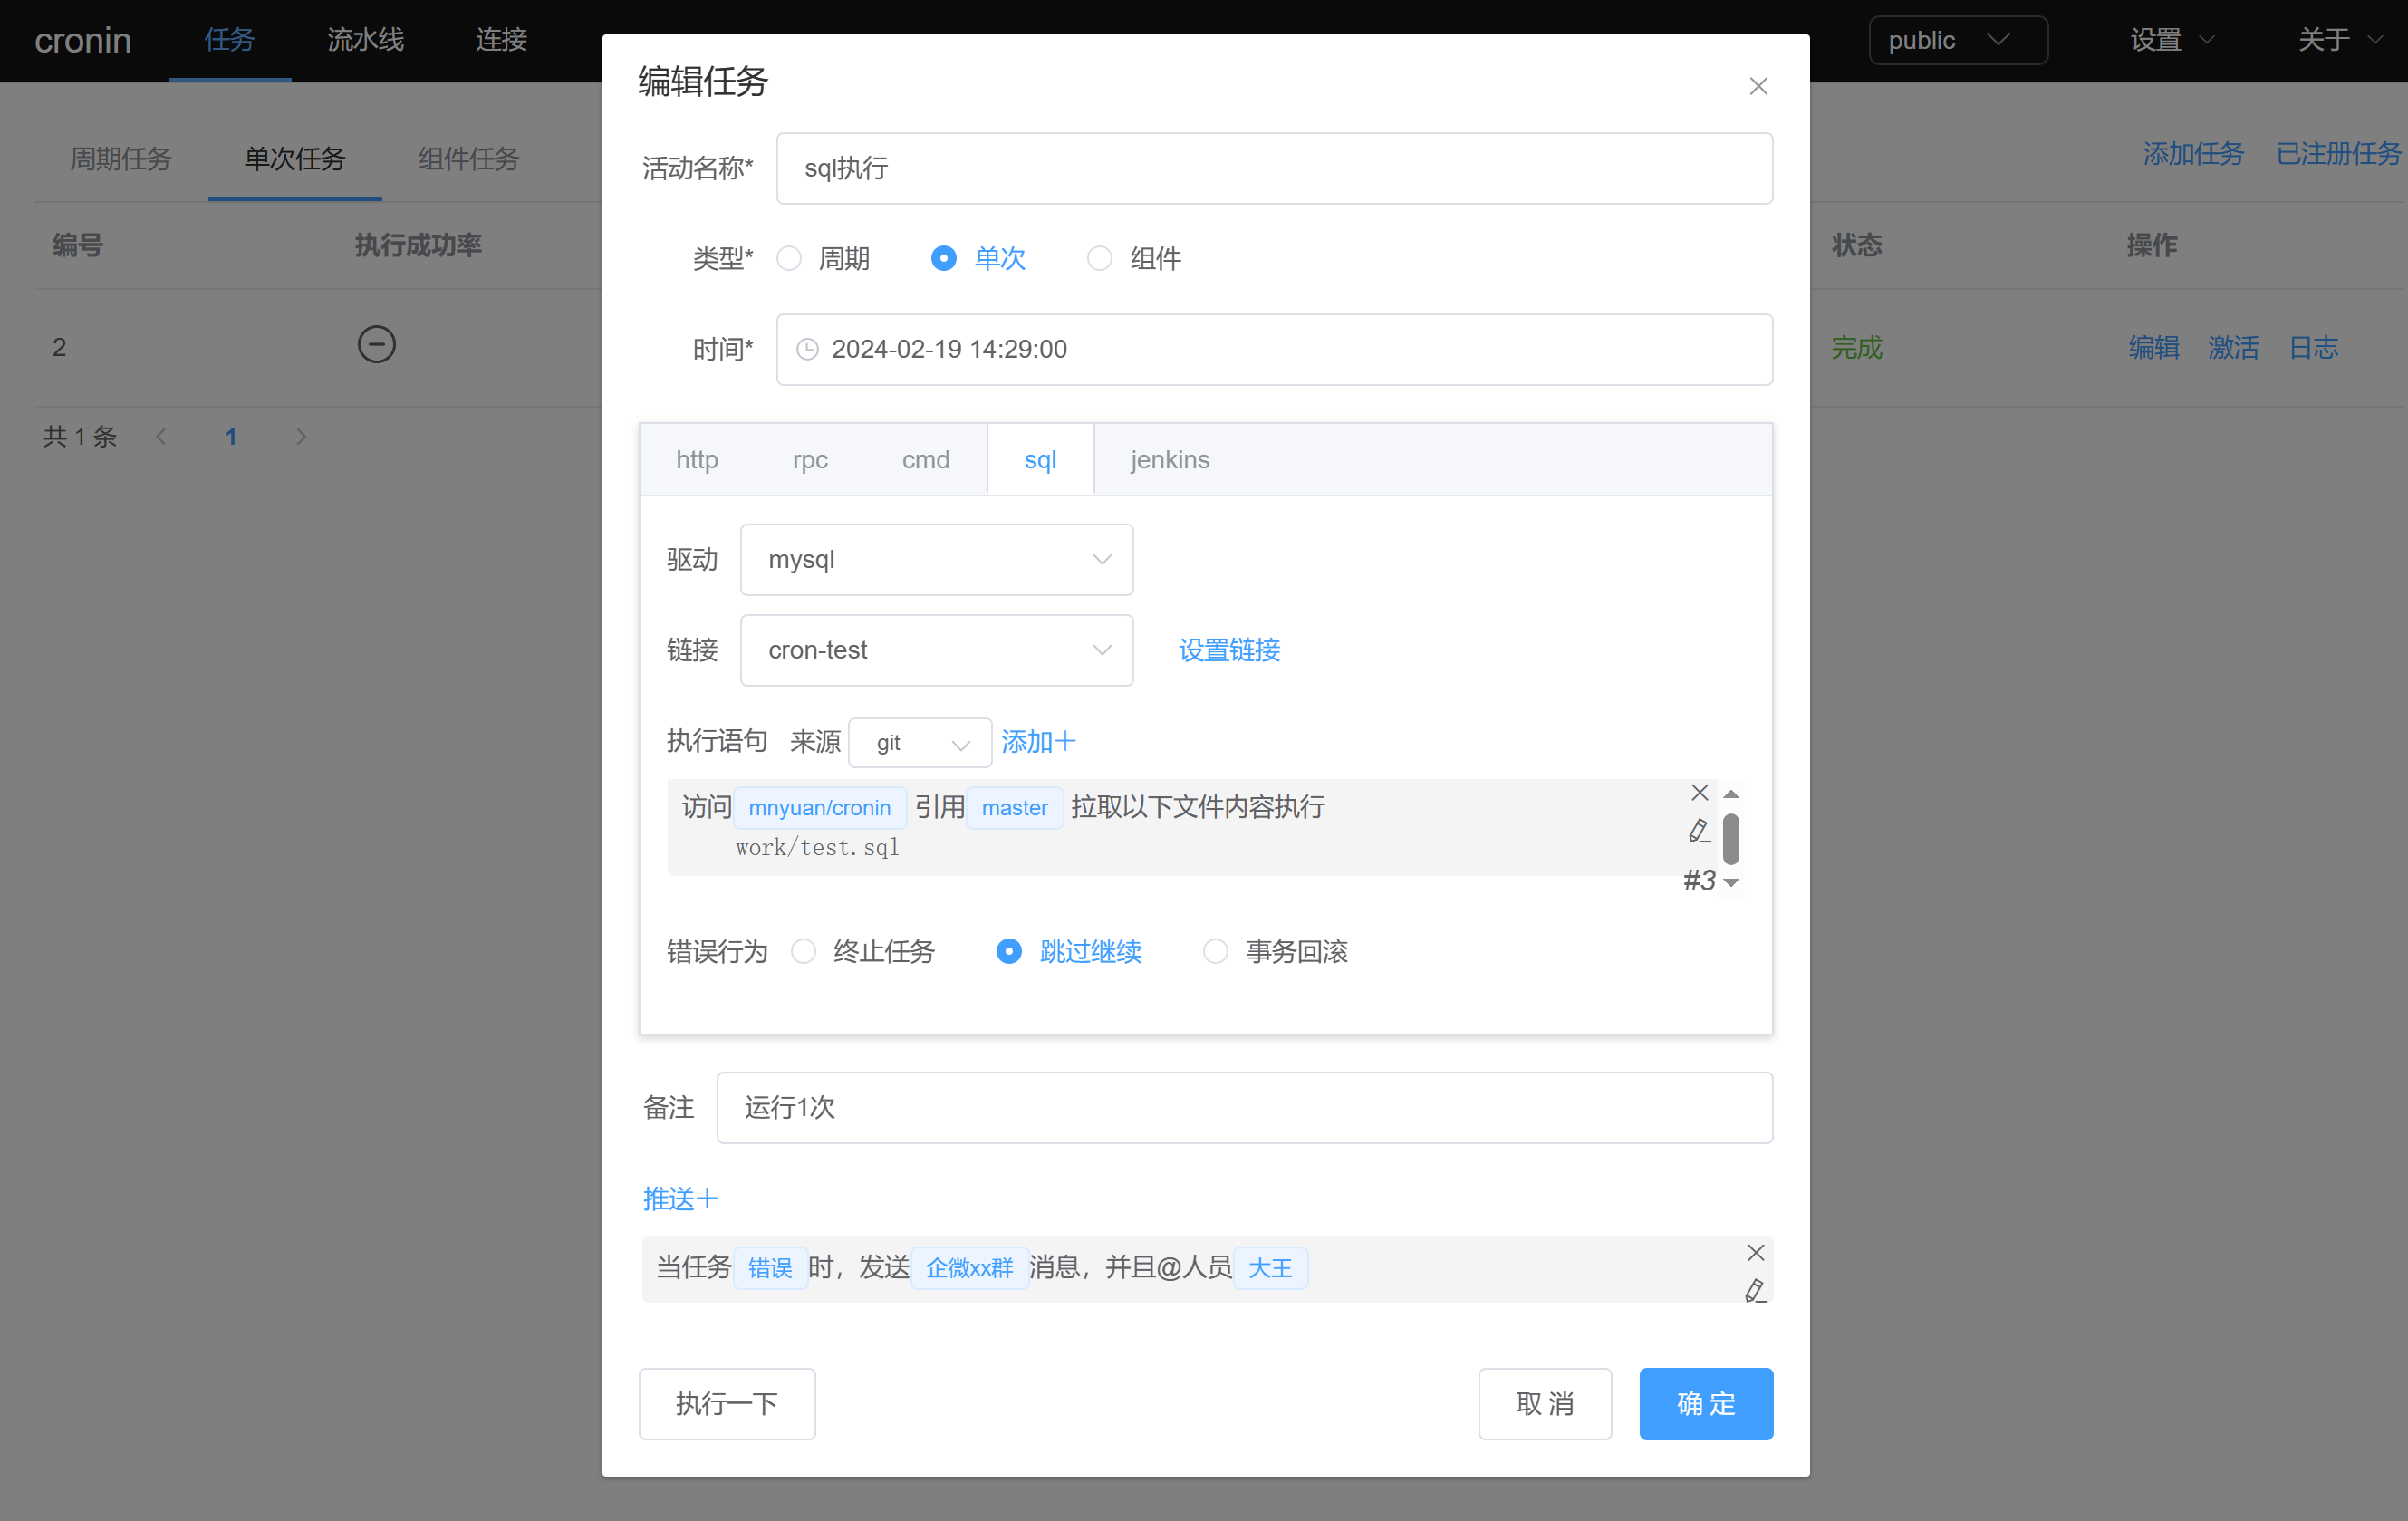 cronin 任务 流水线 连接 public 设置 关于
周期任务 单次任务 组件任务 添加任务 已注册任务
编号 执行成功率 状态 操作
2 完成 编辑 激活 日志
共 1 条 1
编辑任务
活动名称* sql执行
类型* 周期 单次 组件
时间* 2024-02-19 14:29:00
http rpc cmd sql jenkins
驱动 mysql
链接 cron-test 设置链接
执行语句 来源 git 添加+
访问 mnyuan/cronin 引用 master 拉取以下文件内容执行
work/test.sql
#3
错误行为 终止任务 跳过继续 事务回滚
备注 运行1次
推送+
当任务 错误 时，发送 企微xx群 消息，并且@人员 大王
执行一下 取 消 确 定